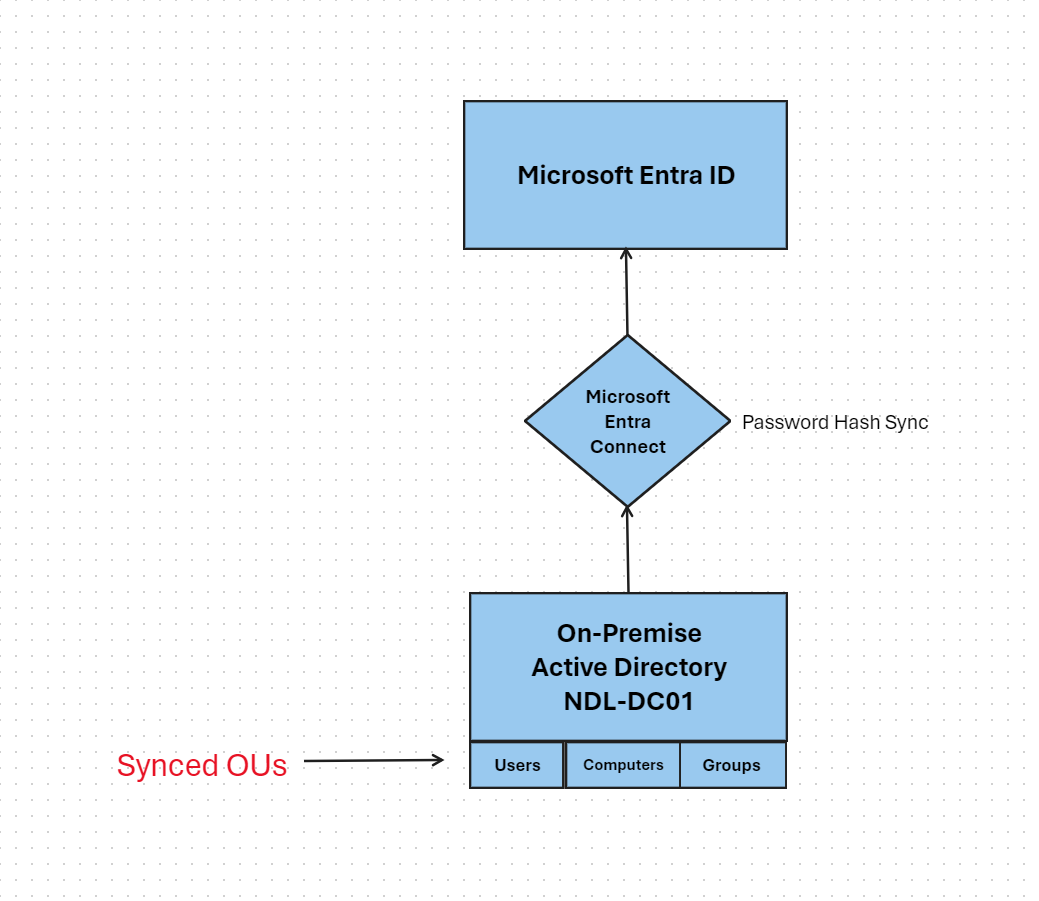 Microsoft Entra ID
Microsoft
Entra
Connect
Password Hash Sync
On-Premise
Active Directory
NDL-DC01
Synced OUs
Users
Computers
Groups